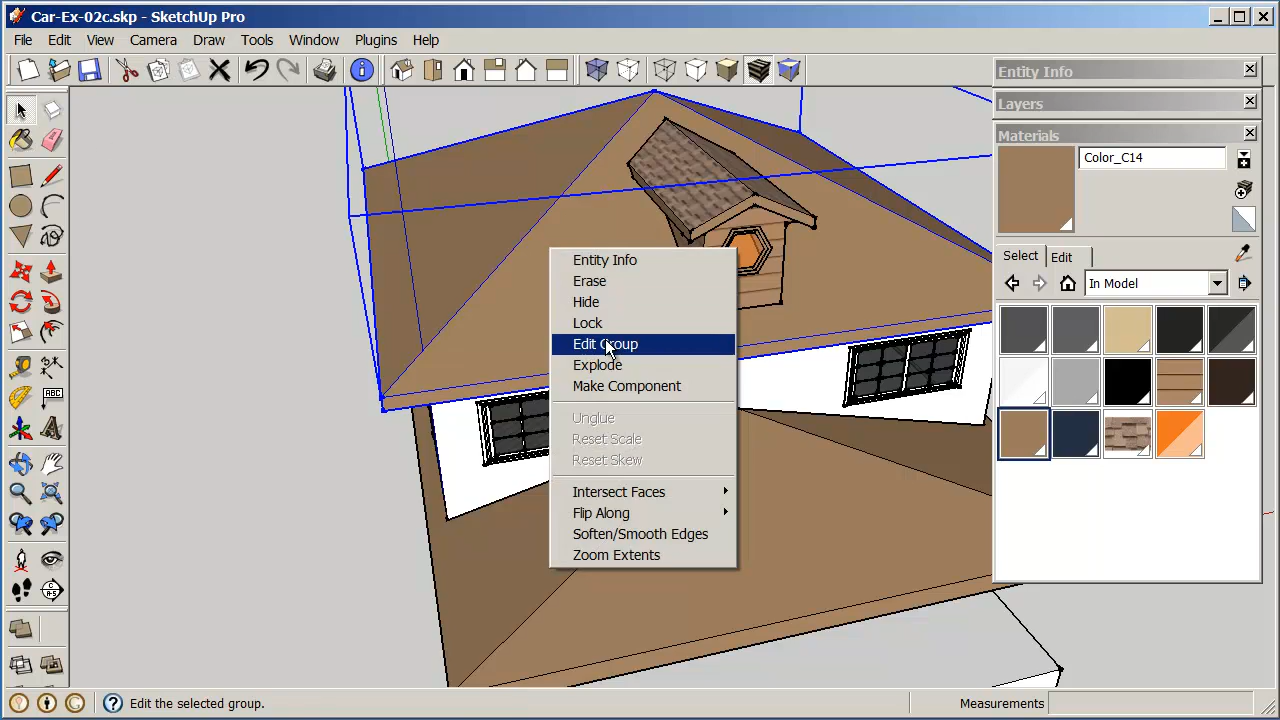 Car-Ex-02c.skp - SketchUp Pro
File Edit View Camera Draw Tools Window Plugins Help
Entity Info
Layers
Materials
Color_C14
Select Edit
In Model
Entity Info
Erase
Hide
Lock
Edit Group
Explode
Make Component
Unglue
Reset Scale
Reset Skew
Intersect Faces
Flip Along
Soften/Smooth Edges
Zoom Extents
ABC
Edit the selected group.
Measurements